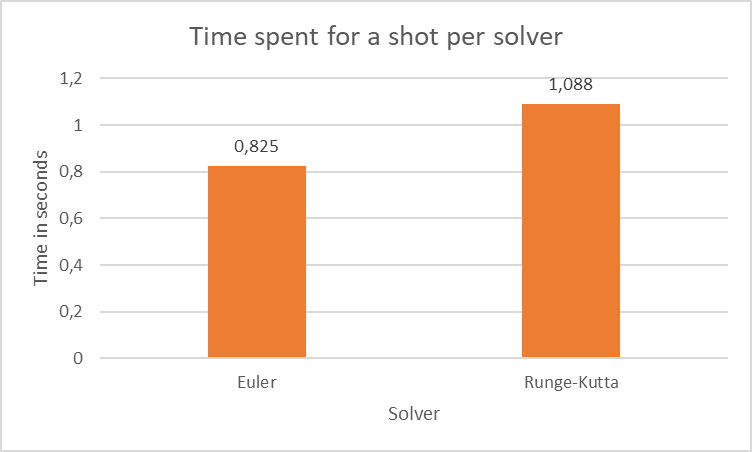 Time spent for a shot per solver
Time in seconds
1,2
1
0,8
0,6
0,4
0,2
0
0,825
1,088
Euler
Runge-Kutta
Solver